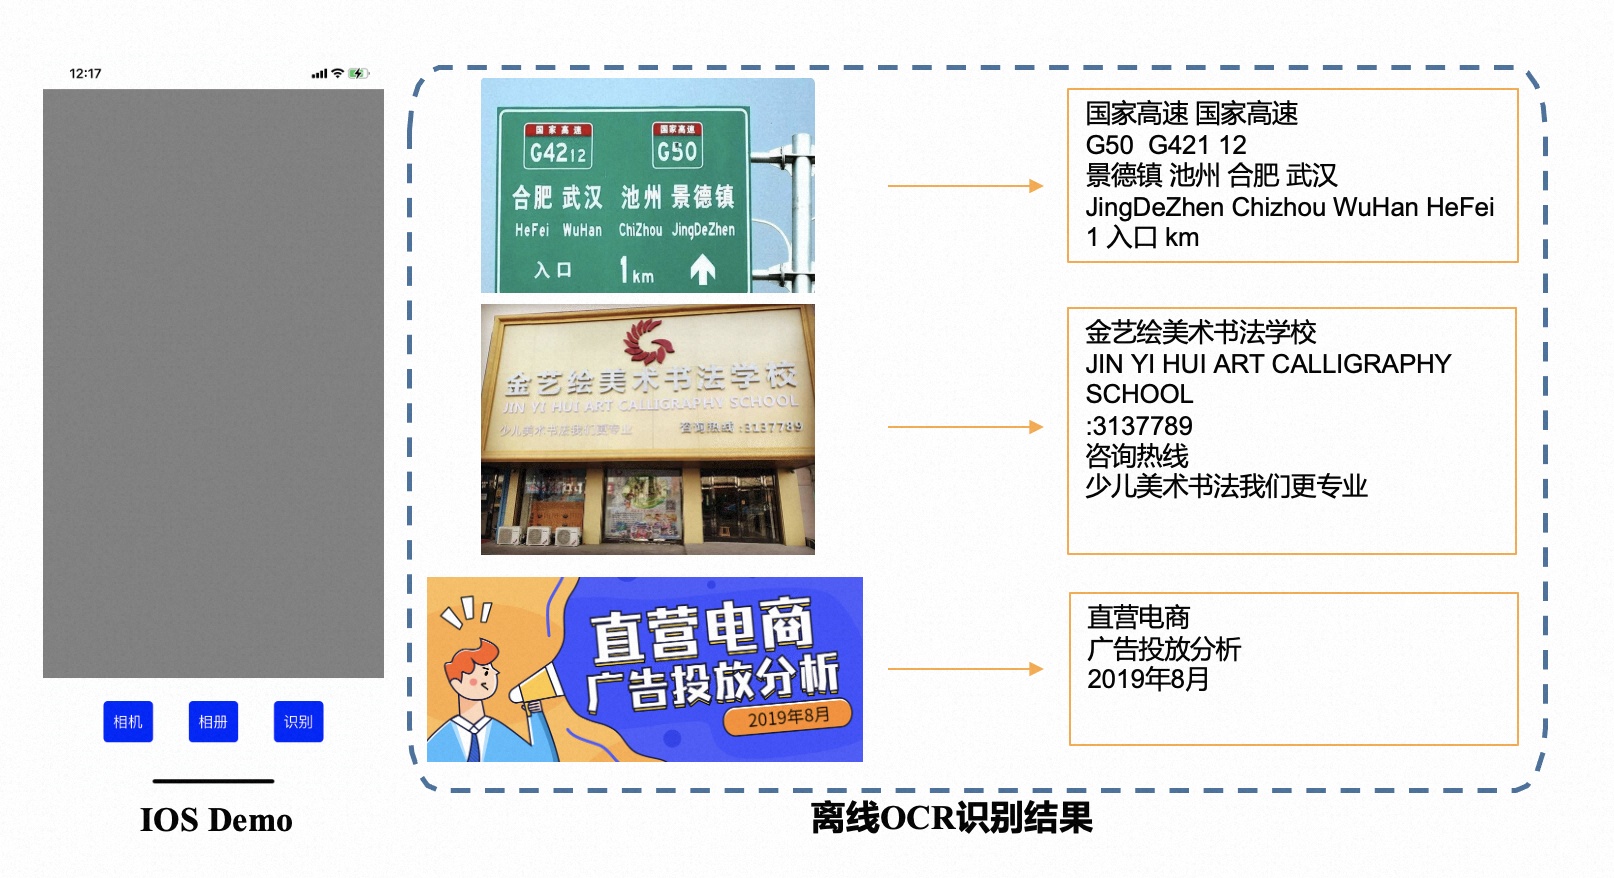 12:17
相机 相册 识别
IOS Demo
国家高速 国家高速
G4212 G50
合肥 武汉 池州 景德镇
HeFei WuHan ChiZhou JingDeZhen
入口 1km
国家高速 国家高速
G50 G421 12
景德镇 池州 合肥 武汉
JingDeZhen Chizhou WuHan HeFei
1 入口 km
金艺绘美术书法学校
JIN YI HUI ART CALLIGRAPHY SCHOOL
少儿美术书法我们更专业 咨询热线:3137789
金艺绘美术书法学校
JIN YI HUI ART CALLIGRAPHY
SCHOOL
:3137789
咨询热线
少儿美术书法我们更专业
直营电商
广告投放分析
2019年8月
直营电商
广告投放分析
2019年8月
离线OCR识别结果